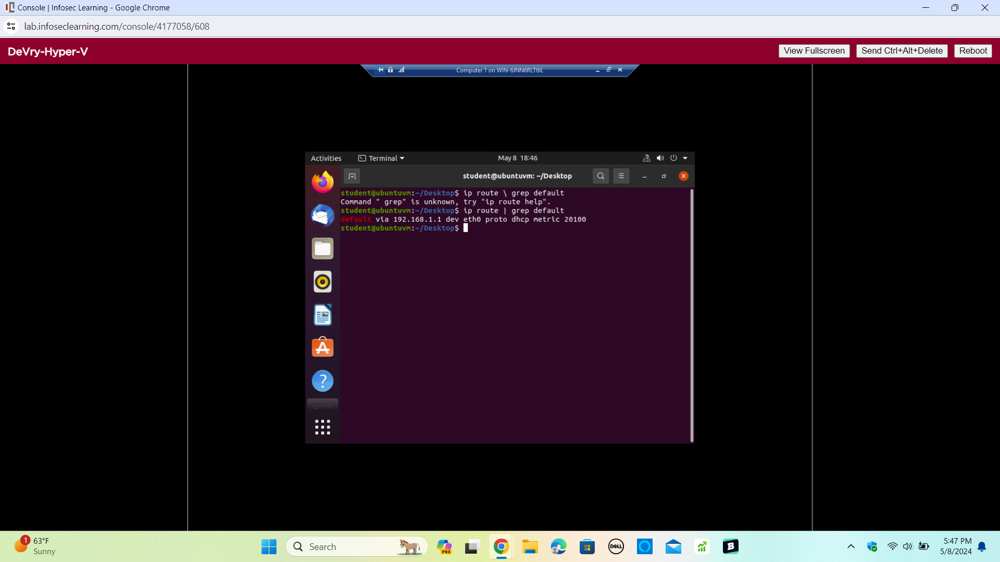 Console | Infosec Learning - Google Chrome
lab.infoseclearning.com/console/4177058/608
DeVry-Hyper-V
View Fullscreen
Send Ctrl+Alt+Delete
Reboot
Computer 1 on WIN-6JNN6RLT6IL
Activities
Terminal
May 8 18:46
student@ubuntuvm: ~/Desktop
student@ubuntuvm:~/Desktop$ ip route \ grep default
Command " grep" is unknown, try "ip route help".
student@ubuntuvm:~/Desktop$ ip route | grep default
default via 192.168.1.1 dev eth0 proto dhcp metric 20100
student@ubuntuvm:~/Desktop$
1
63°F
Sunny
Search
PRE
DELL
B
5:47 PM
5/8/2024